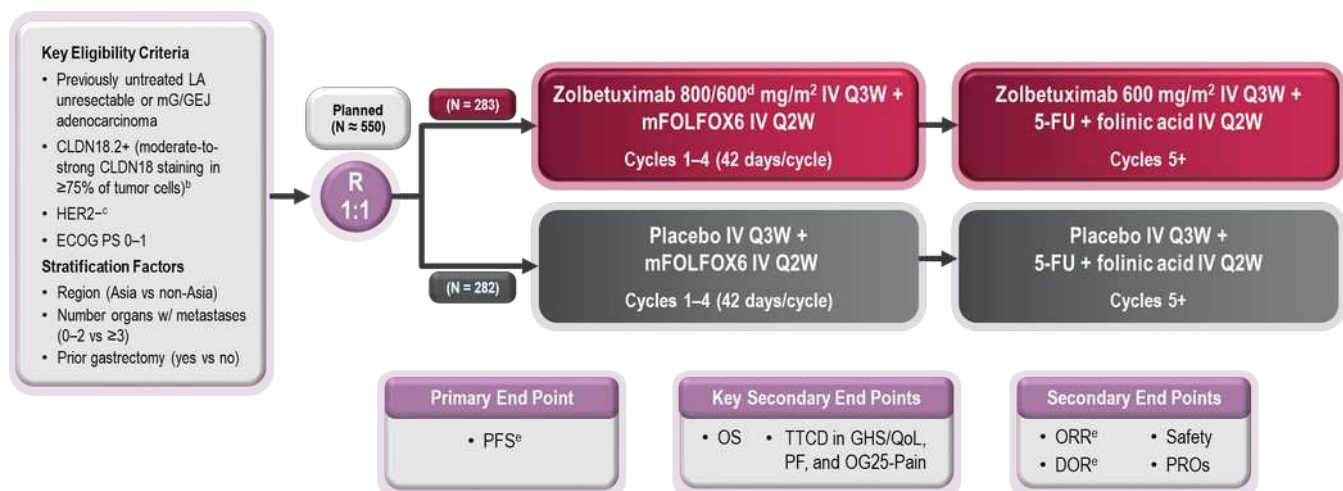 Key Eligibility Criteria
• Previously untreated LA
unresectable or mG/GEJ
adenocarcinoma
• CLDN18.2+ (moderate-to-
strong CLDN18 staining in
≥75% of tumor cells)ᵇ
• HER2−ᶜ
• ECOG PS 0–1
Stratification Factors
• Region (Asia vs non-Asia)
• Number organs w/ metastases
(0–2 vs ≥3)
• Prior gastrectomy (yes vs no)
Planned
(N ≈ 550)
R
1:1
(N = 283)
Zolbetuximab 800/600ᵈ mg/m² IV Q3W +
mFOLFOX6 IV Q2W
Cycles 1–4 (42 days/cycle)
Zolbetuximab 600 mg/m² IV Q3W +
5-FU + folinic acid IV Q2W
Cycles 5+
(N = 282)
Placebo IV Q3W +
mFOLFOX6 IV Q2W
Cycles 1–4 (42 days/cycle)
Placebo IV Q3W +
5-FU + folinic acid IV Q2W
Cycles 5+
Primary End Point
• PFSᵉ
Key Secondary End Points
• OS • TTCD in GHS/QoL,
PF, and OG25-Pain
Secondary End Points
• ORRᵉ • Safety
• DORᵉ • PROs